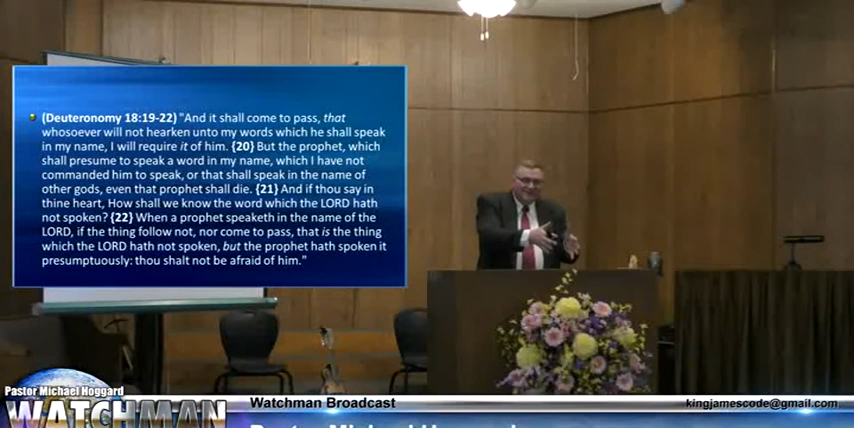 (Deuteronomy 18:19-22) "And it shall come to pass, that
whosoever will not hearken unto my words which he shall speak
in my name, I will require it of him. {20} But the prophet, which
shall presume to speak a word in my name, which I have not
commanded him to speak, or that shall speak in the name of
other gods, even that prophet shall die. {21} And if thou say in
thine heart, How shall we know the word which the LORD hath
not spoken? {22} When a prophet speaketh in the name of the
LORD, if the thing follow not, nor come to pass, that is the thing
which the LORD hath not spoken, but the prophet hath spoken it
presumptuously: thou shalt not be afraid of him."
Pastor Michael Hoggard
WATCHMAN
Watchman Broadcast
kingjamescode@gmail.com
Pastor Michael Hoggard